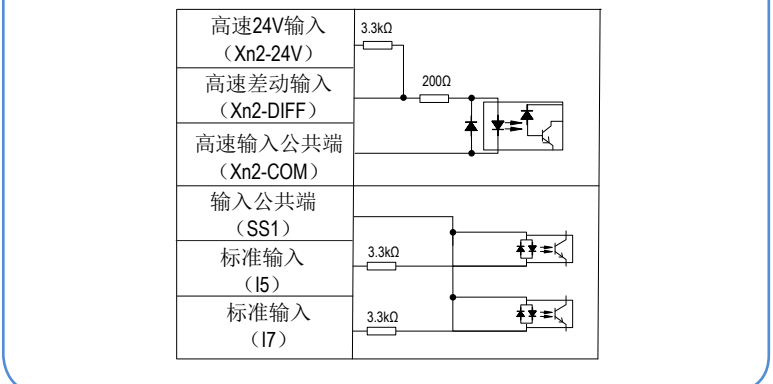 高速24V输入
（Xn2-24V）
3.3kΩ
高速差动输入
（Xn2-DIFF）
200Ω
高速输入公共端
（Xn2-COM）
输入公共端
（SS1）
标准输入
（I5）
3.3kΩ
标准输入
（I7）
3.3kΩ